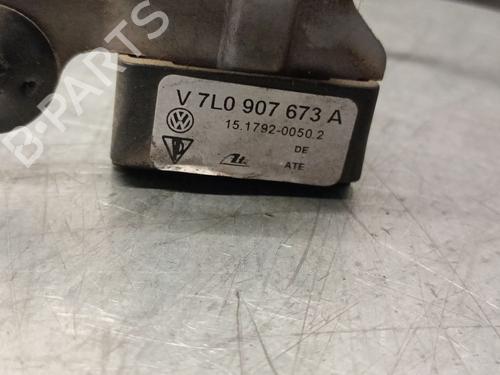 V 7L0 907 673 A
15.1792-0050.2
DE
ATE
B-PARTS